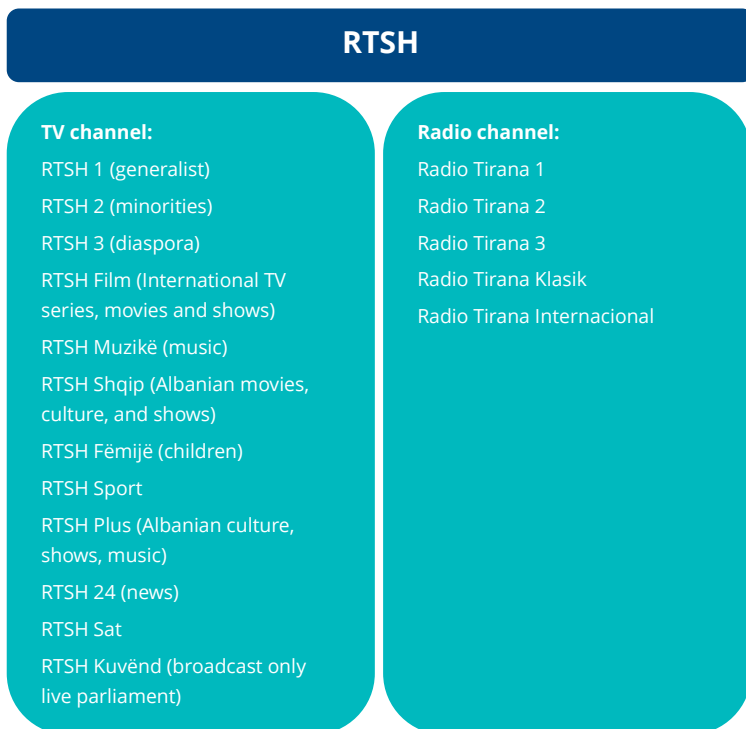 RTSH
TV channel:
RTSH 1 (generalist)
RTSH 2 (minorities)
RTSH 3 (diaspora)
RTSH Film (International TV
series, movies and shows)
RTSH Muzikë (music)
RTSH Shqip (Albanian movies,
culture, and shows)
RTSH Fëmijë (children)
RTSH Sport
RTSH Plus (Albanian culture,
shows, music)
RTSH 24 (news)
RTSH Sat
RTSH Kuvënd (broadcast only
live parliament)
Radio channel:
Radio Tirana 1
Radio Tirana 2
Radio Tirana 3
Radio Tirana Klasik
Radio Tirana Internacional